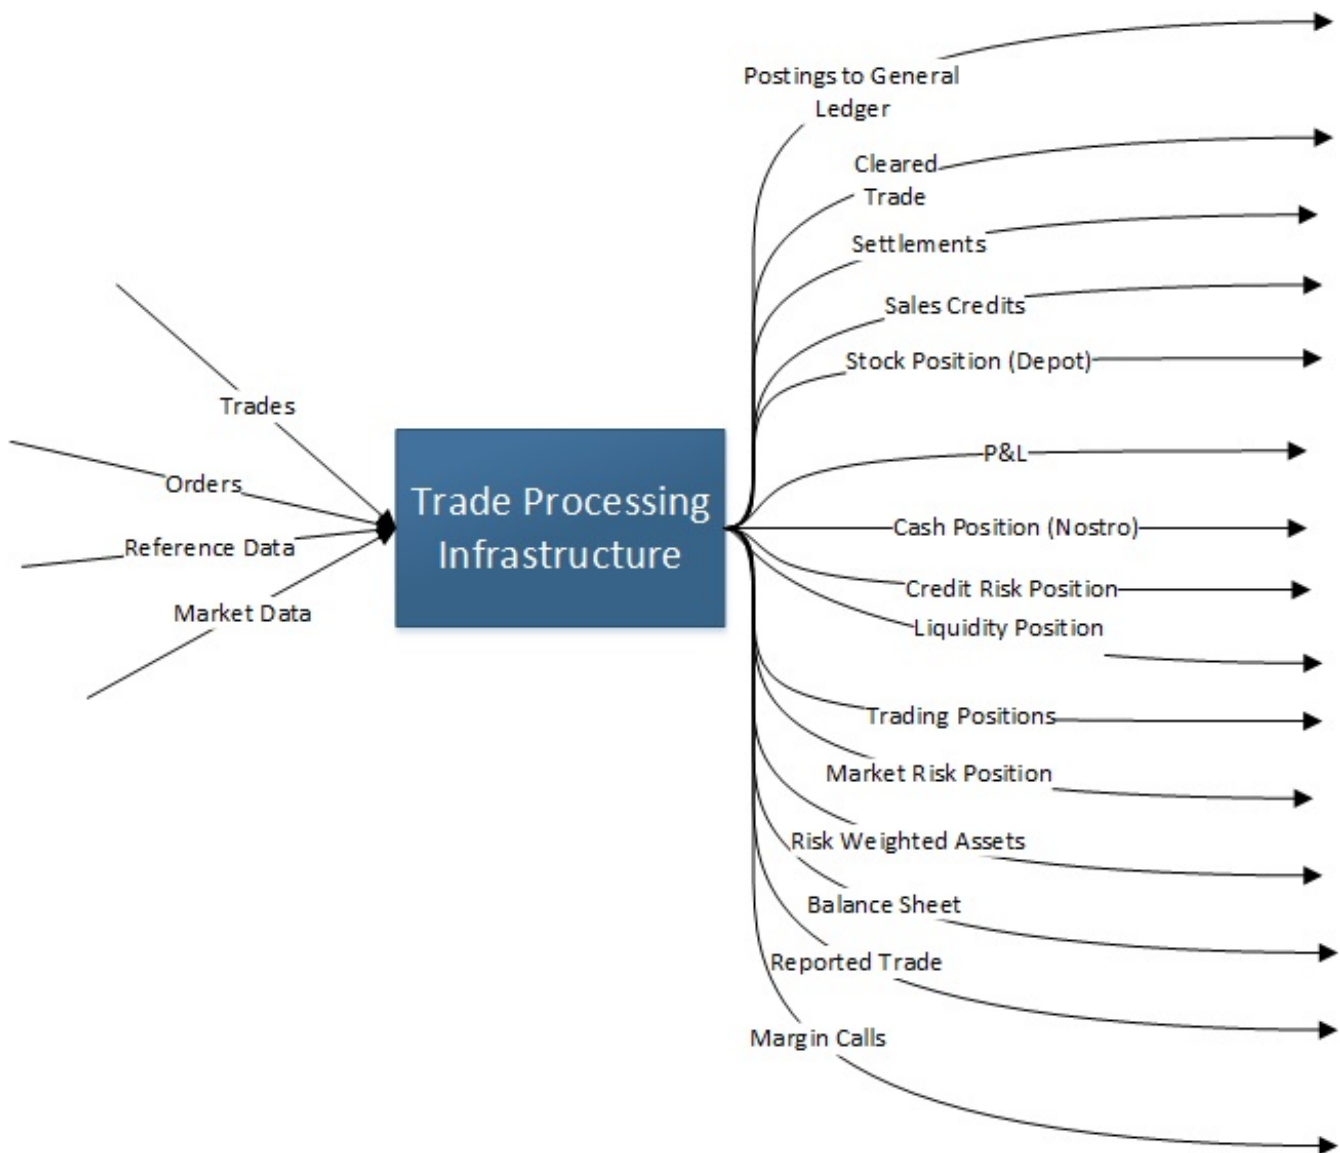 Trades
Orders
Reference Data
Market Data
Trade Processing
Infrastructure
Postings to General
Ledger
Cleared
Trade
Settlements
Sales Credits
Stock Position (Depot)
P&L
Cash Position (Nostro)
Credit Risk Position
Liquidity Position
Trading Positions
Market Risk Position
Risk Weighted Assets
Balance Sheet
Reported Trade
Margin Calls